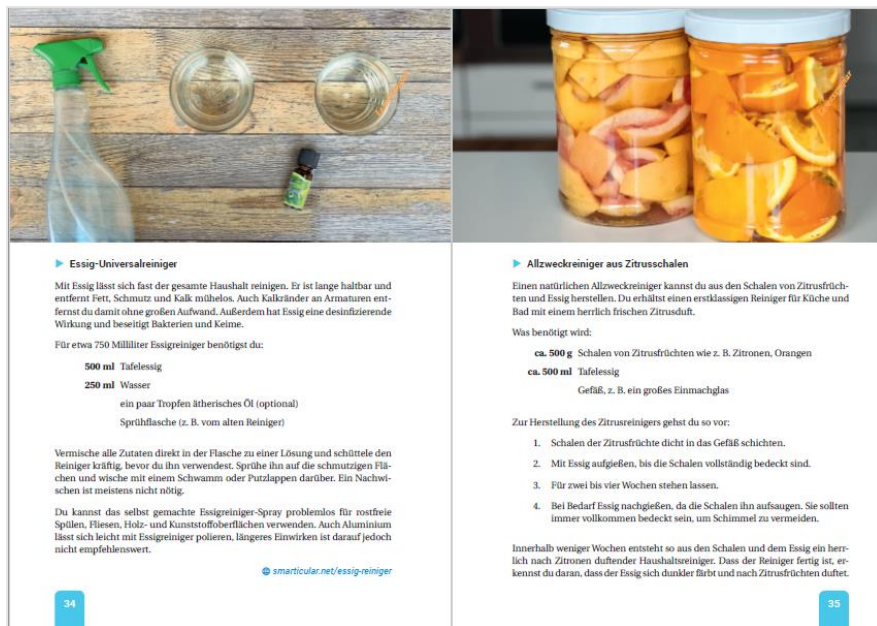 Essig-Universalreiniger
Mit Essig lässt sich fast der gesamte Haushalt reinigen. Er ist lange haltbar und
entfernt Fett, Schmutz und Kalk mühelos. Auch Kalkränder an Armaturen ent-
fernst du damit ohne großen Aufwand. Außerdem hat Essig eine desinfizierende
Wirkung und beseitigt Bakterien und Keime.
Für etwa 750 Milliliter Essigreiniger benötigst du:
500 ml Tafelessig
250 ml Wasser
ein paar Tropfen ätherisches Öl (optional)
Sprühflasche (z. B. vom alten Reiniger)
Vermische alle Zutaten direkt in der Flasche zu einer Lösung und schüttele den
Reiniger kräftig, bevor du ihn verwendest. Sprühe ihn auf die schmutzigen Flä-
chen und wische mit einem Schwamm oder Putzlappen darüber. Ein Nachwi-
schen ist meistens nicht nötig.
Du kannst das selbst gemachte Essigreiniger-Spray problemlos für rostfreie
Spülen, Fliesen, Holz- und Kunststoffoberflächen verwenden. Auch Aluminium
lässt sich leicht mit Essigreiniger polieren, längeres Einwirken ist darauf jedoch
nicht empfehlenswert.
smarticular.net/essig-reiniger
34
Allzweckreiniger aus Zitrusschalen
Einen natürlichen Allzweckreiniger kannst du aus den Schalen von Zitrusfrüch-
ten und Essig herstellen. Du erhältst einen erstklassigen Reiniger für Küche und
Bad mit einem herrlich frischen Zitrusduft.
Was benötigt wird:
ca. 500 g Schalen von Zitrusfrüchten wie z. B. Zitronen, Orangen
ca. 500 ml Tafelessig
Gefäß, z. B. ein großes Einmachglas
Zur Herstellung des Zitrusreinigers gehst du so vor:
1. Schalen der Zitrusfrüchte dicht in das Gefäß schichten.
2. Mit Essig aufgießen, bis die Schalen vollständig bedeckt sind.
3. Für zwei bis vier Wochen stehen lassen.
4. Bei Bedarf Essig nachgießen, da die Schalen ihn aufsaugen. Sie sollten
immer vollkommen bedeckt sein, um Schimmel zu vermeiden.
Innerhalb weniger Wochen entsteht so aus den Schalen und dem Essig ein herr-
lich nach Zitronen duftender Haushaltsreiniger. Dass der Reiniger fertig ist, er-
kennst du daran, dass der Essig sich dunkler färbt und nach Zitrusfrüchten duftet.
35